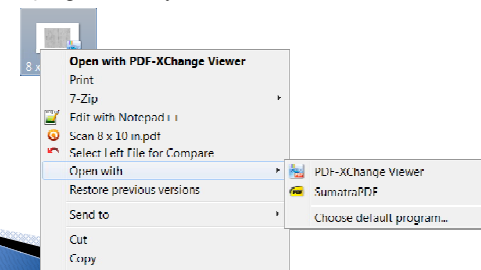 8 x
Open with PDF-XChange Viewer
Print
7-Zip
Edit with Notepad++
Scan 8 x 10 in.pdf
Select Left File for Compare
Open with
Restore previous versions
Send to
Cut
Copy
PDF-XChange Viewer
SumatraPDF
Choose default program...